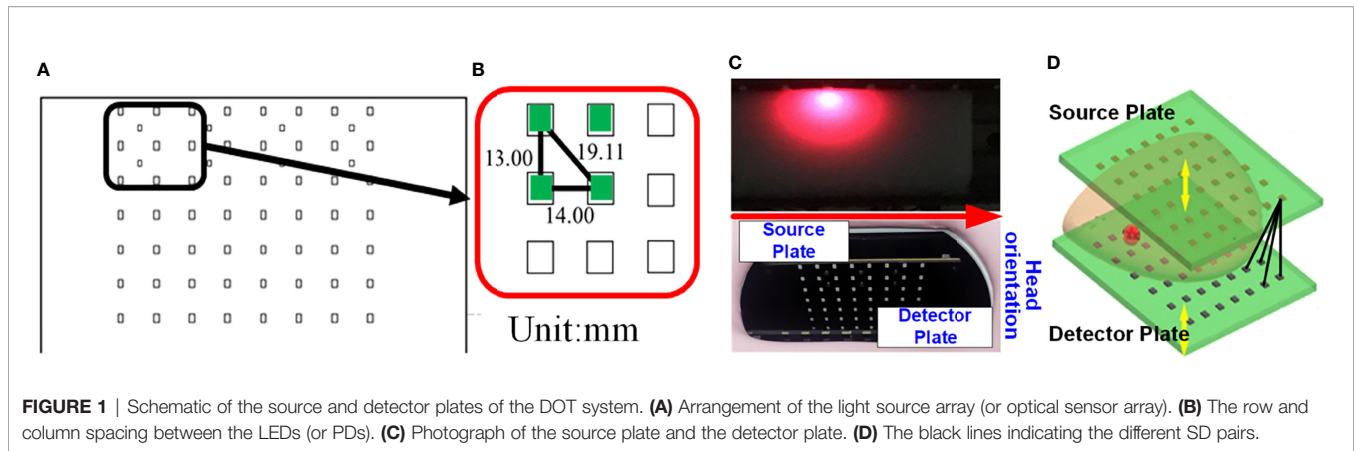 A
B
13.00
19.11
14.00
Unit:mm
C
Source
Plate
Detector
Plate
Head
orientation
D
Source Plate
Detector Plate
FIGURE 1 | Schematic of the source and detector plates of the DOT system. (A) Arrangement of the light source array (or optical sensor array). (B) The row and
column spacing between the LEDs (or PDs). (C) Photograph of the source plate and the detector plate. (D) The black lines indicating the different SD pairs.